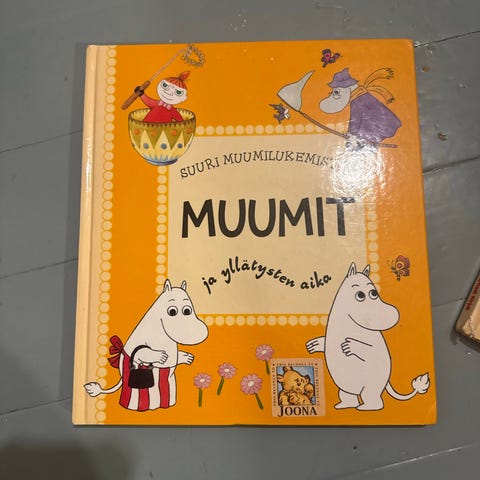 SUURI MUUMILUKEMIS
MUUMIT
ja yllätysten aika
JOONA